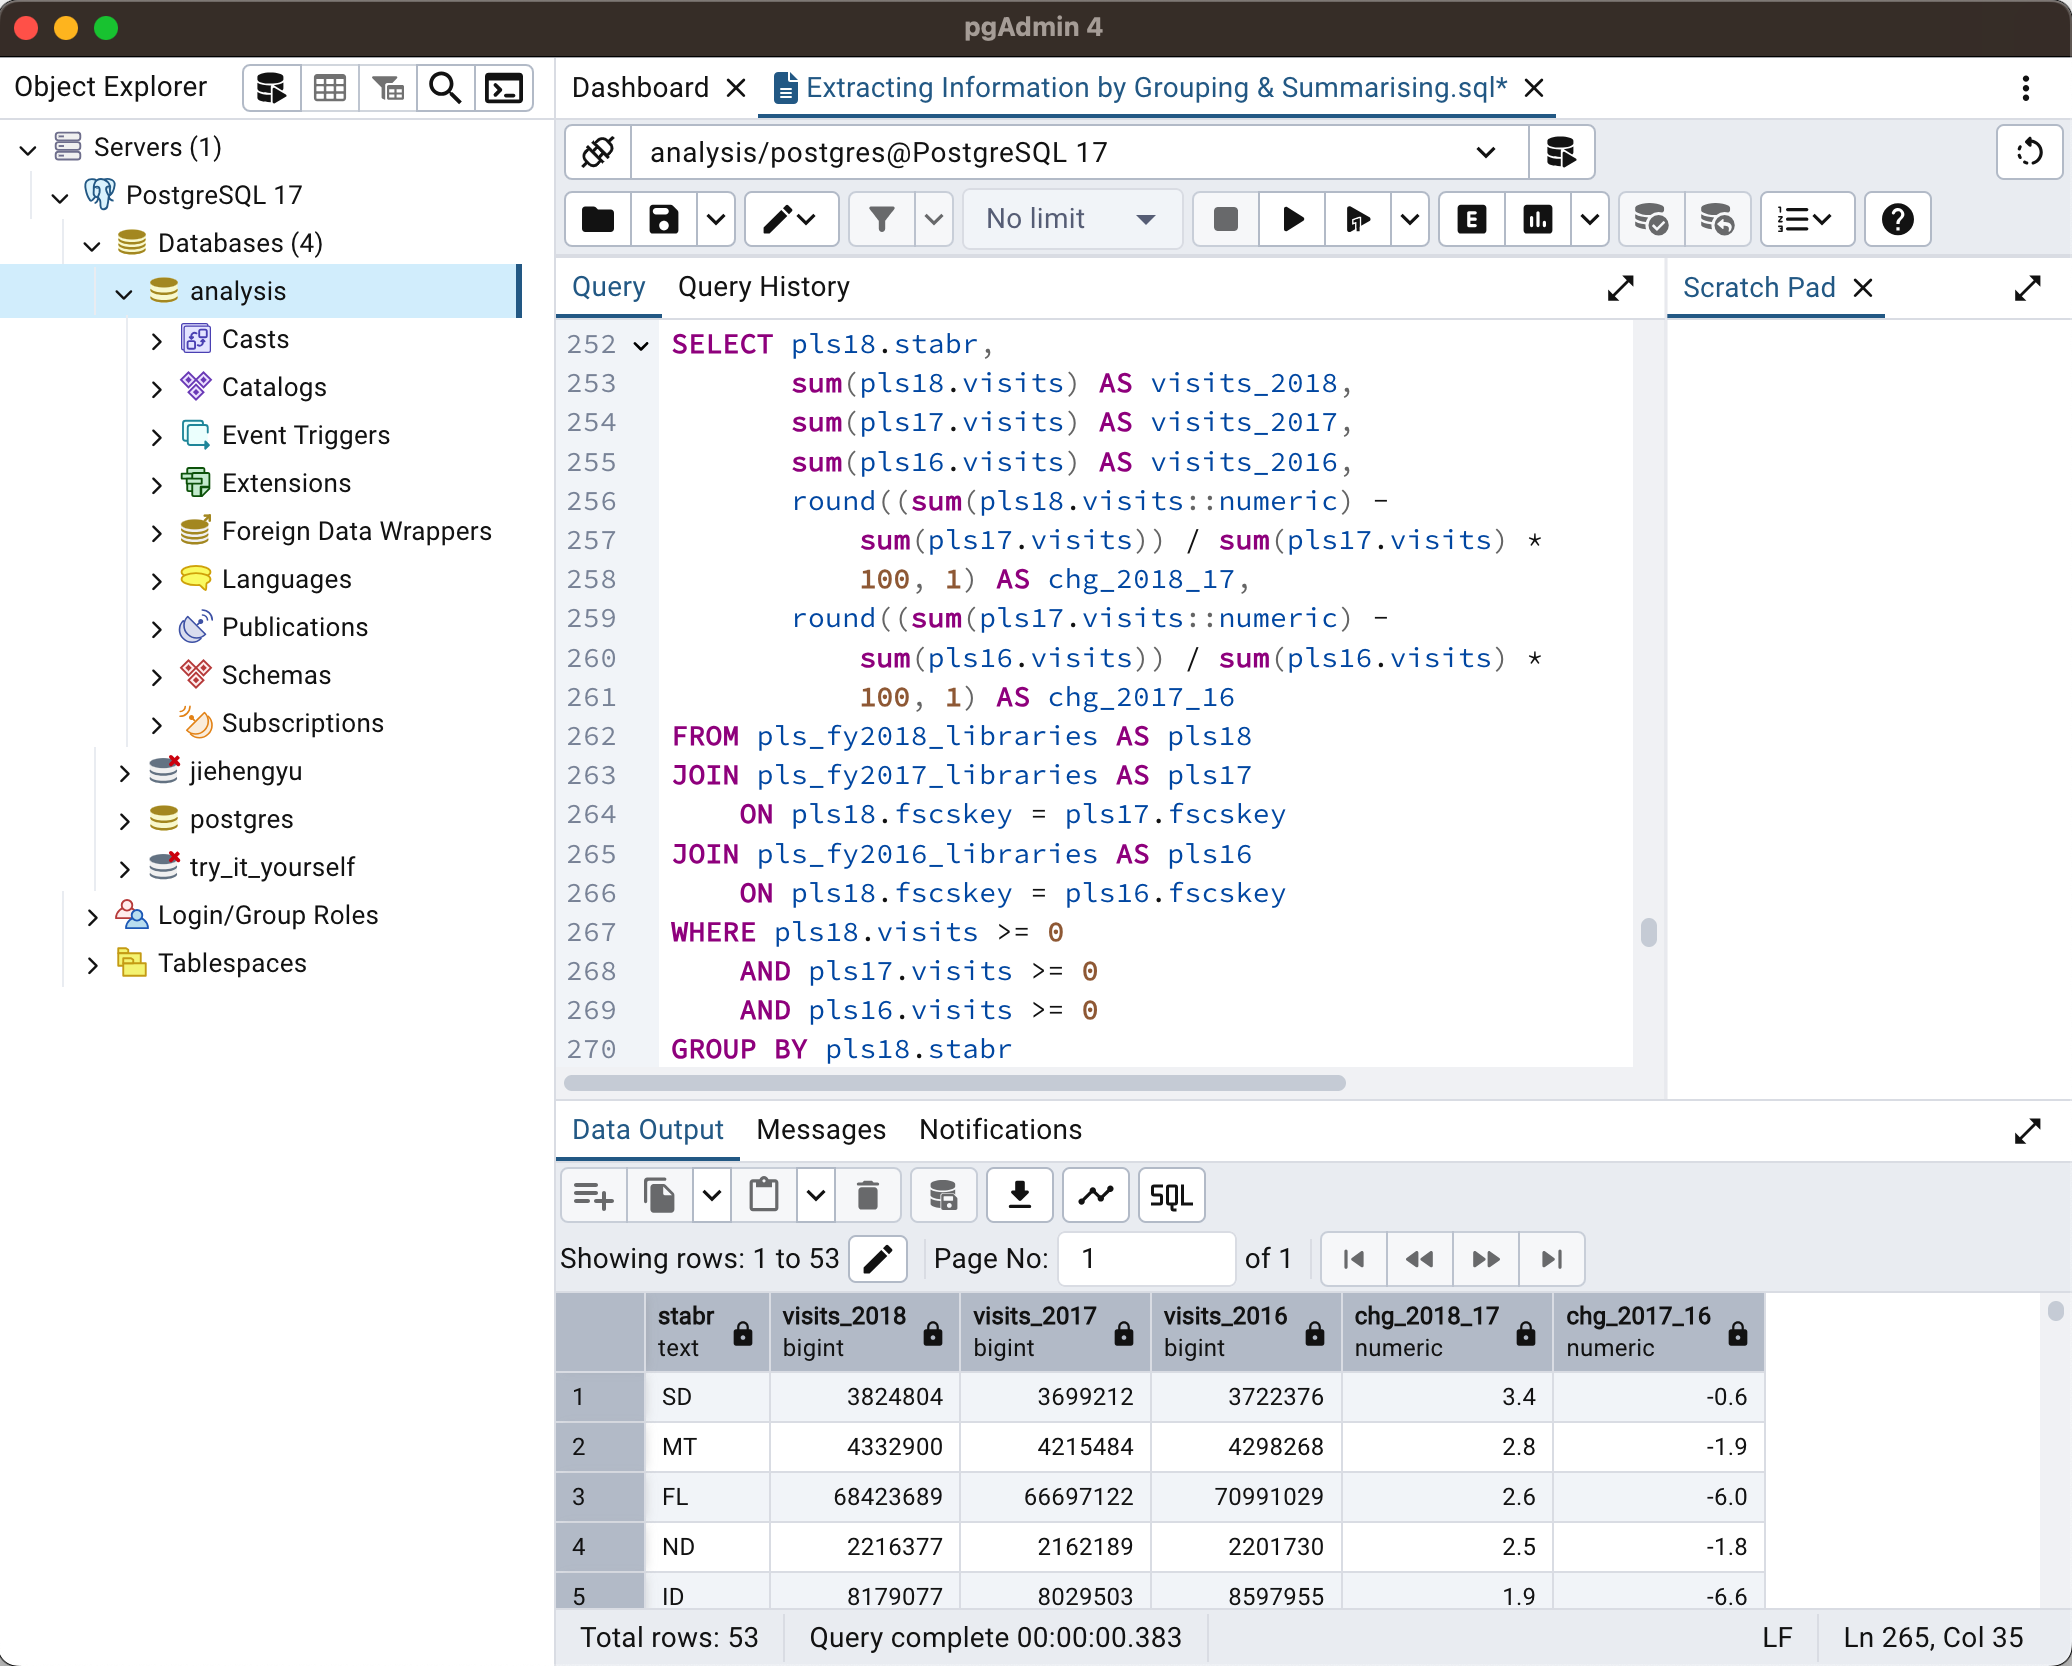 pgAdmin 4
Object Explorer
Servers (1)
PostgreSQL 17
Databases (4)
analysis
Casts
Catalogs
Event Triggers
Extensions
Foreign Data Wrappers
Languages
Publications
Schemas
Subscriptions
jiehengyu
postgres
try_it_yourself
Login/Group Roles
Tablespaces
Dashboard
Extracting Information by Grouping & Summarising.sql*
analysis/postgres@PostgreSQL 17
No limit
E
Query Query History
Scratch Pad
252 SELECT pls18.stabr,
253 sum(pls18.visits) AS visits_2018,
254 sum(pls17.visits) AS visits_2017,
255 sum(pls16.visits) AS visits_2016,
256 round((sum(pls18.visits::numeric) -
257 sum(pls17.visits)) / sum(pls17.visits) *
258 100, 1) AS chg_2018_17,
259 round((sum(pls17.visits::numeric) -
260 sum(pls16.visits)) / sum(pls16.visits) *
261 100, 1) AS chg_2017_16
262 FROM pls_fy2018_libraries AS pls18
263 JOIN pls_fy2017_libraries AS pls17
264 ON pls18.fscskey = pls17.fscskey
265 JOIN pls_fy2016_libraries AS pls16
266 ON pls18.fscskey = pls16.fscskey
267 WHERE pls18.visits >= 0
268 AND pls17.visits >= 0
269 AND pls16.visits >= 0
270 GROUP BY pls18.stabr
Data Output Messages Notifications
SQL
Showing rows: 1 to 53 Page No: 1 of 1
stabr visits_2018 visits_2017 visits_2016 chg_2018_17 chg_2017_16
text bigint bigint bigint numeric numeric
1 SD 3824804 3699212 3722376 3.4 -0.6
2 MT 4332900 4215484 4298268 2.8 -1.9
3 FL 68423689 66697122 70991029 2.6 -6.0
4 ND 2216377 2162189 2201730 2.5 -1.8
5 ID 8179077 8029503 8597955 1.9 -6.6
Total rows: 53 Query complete 00:00:00.383 LF Ln 265, Col 35